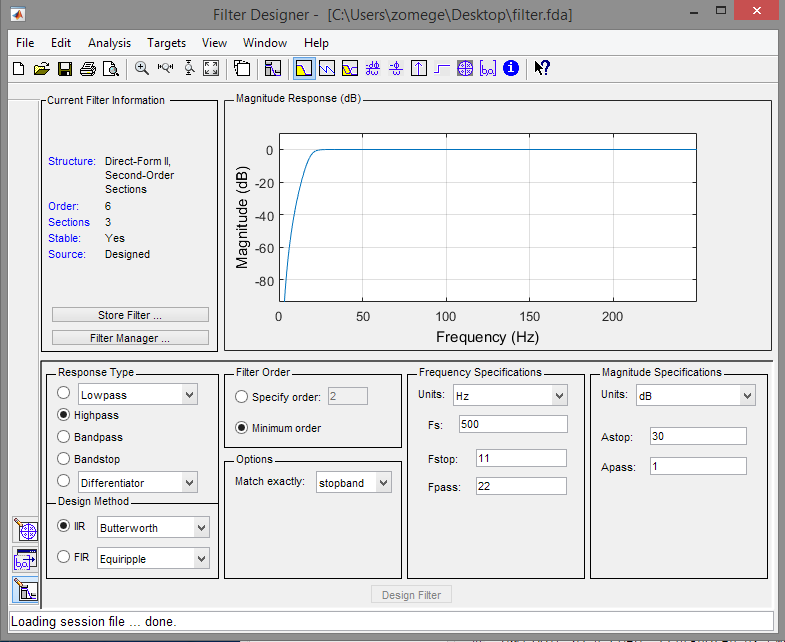 Filter Designer - [C:\Users\zomege\Desktop\filter.fda]
File Edit Analysis Targets View Window Help
Current Filter Information
Structure: Direct-Form II,
Second-Order
Sections
Order: 6
Sections 3
Stable: Yes
Source: Designed
Store Filter ...
Filter Manager ...
Magnitude Response (dB)
Magnitude (dB)
0
-20
-40
-60
-80
0 50 100 150 200
Frequency (Hz)
Response Type
Lowpass
Highpass
Bandpass
Bandstop
Differentiator
Design Method
IIR Butterworth
FIR Equiripple
Filter Order
Specify order: 2
Minimum order
Options
Match exactly: stopband
Frequency Specifications
Units: Hz
Fs: 500
Fstop: 11
Fpass: 22
Magnitude Specifications
Units: dB
Astop: 30
Apass: 1
Design Filter
Loading session file ... done.